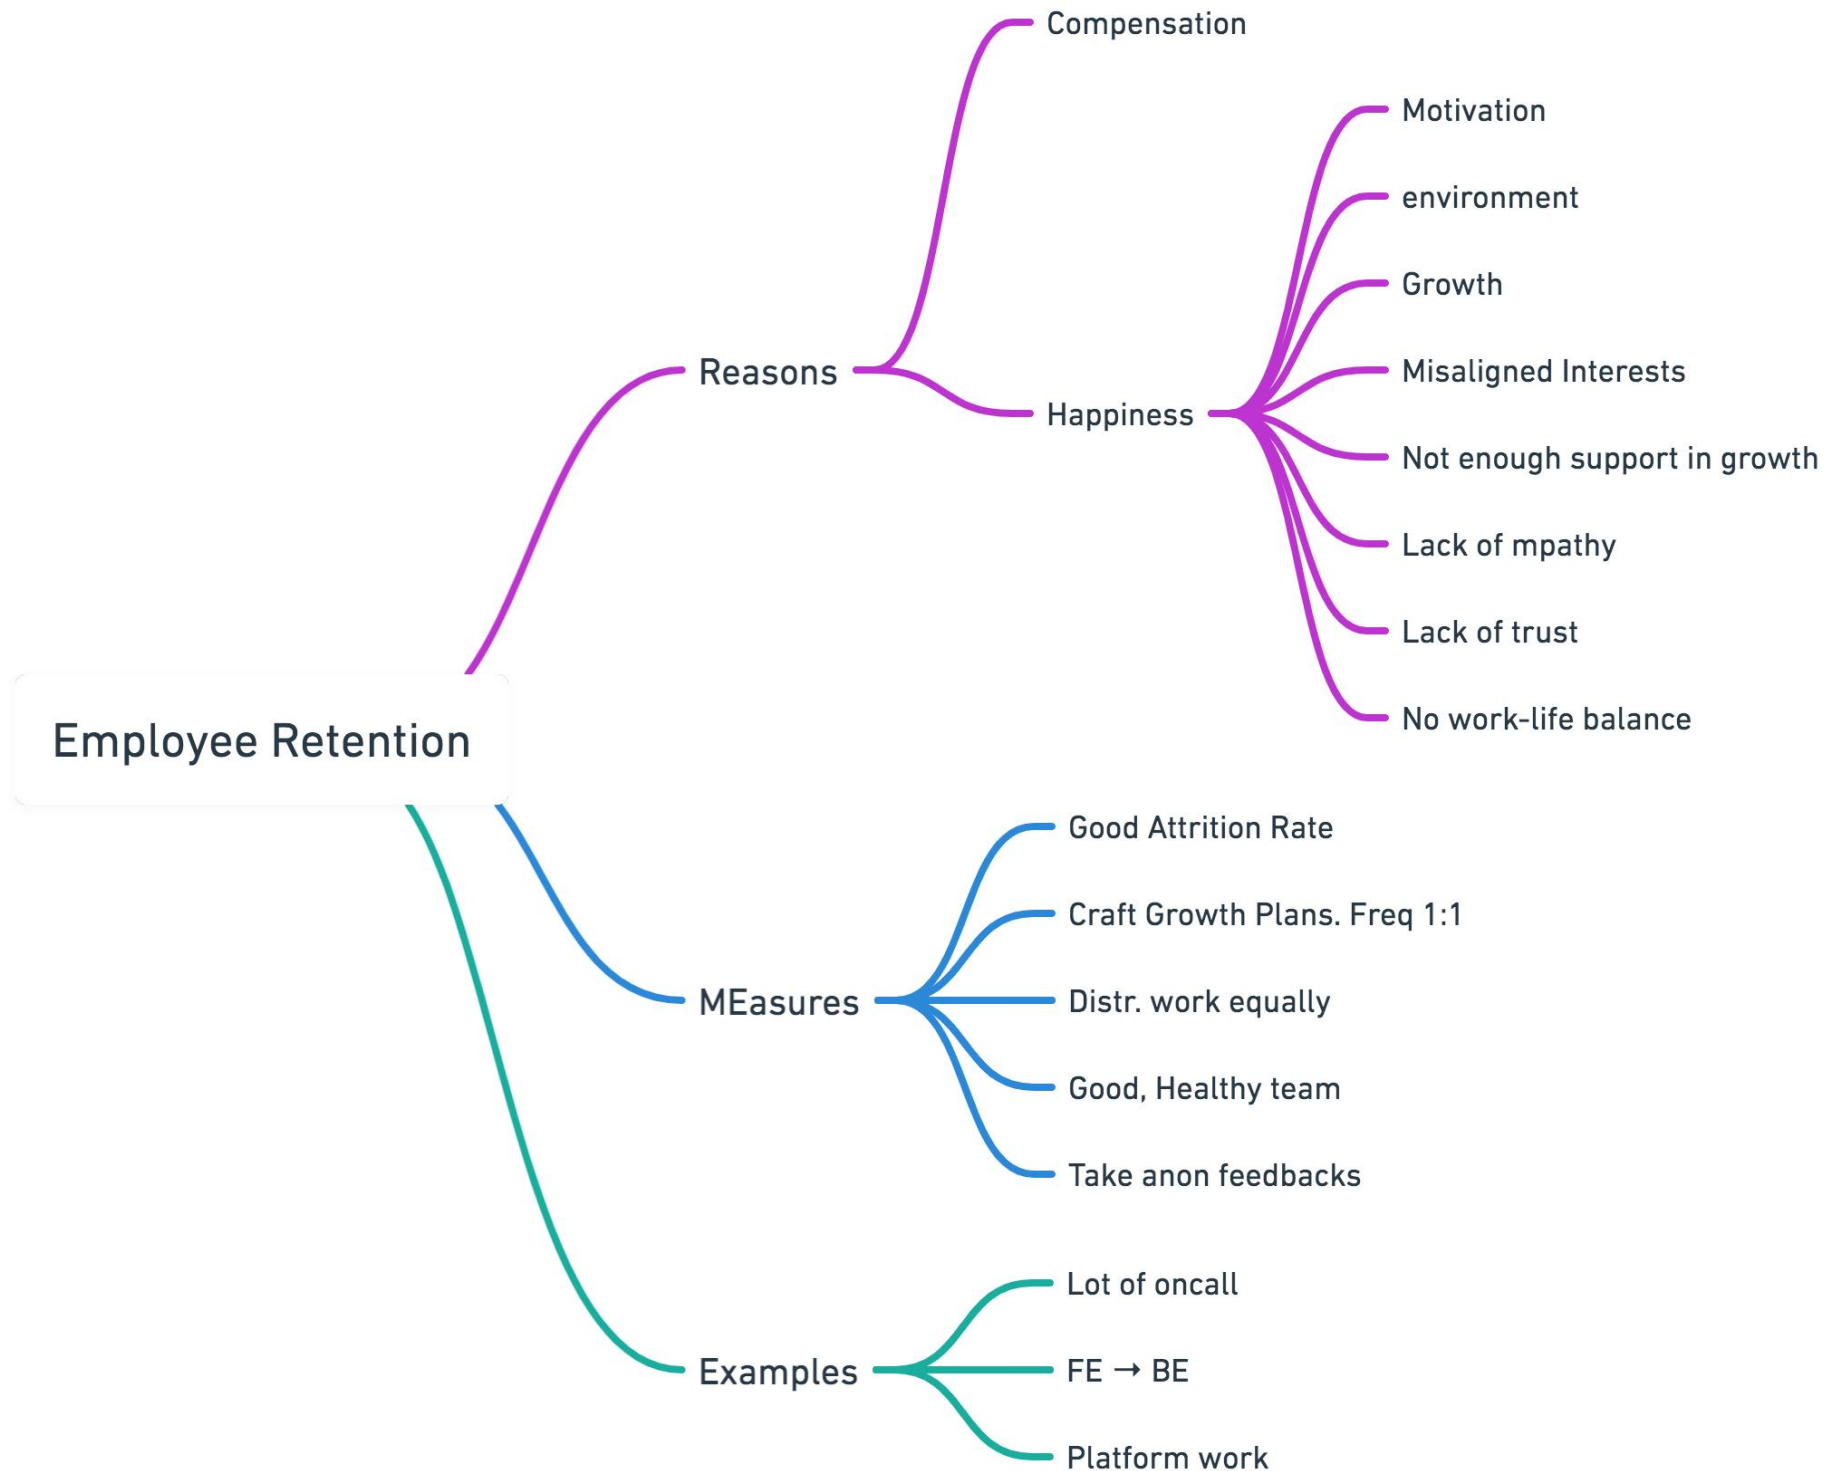 Compensation
Motivation
environment
Growth
Reasons
Misaligned Interests
Happiness
Not enough support in growth
Lack of mpathy
Lack of trust
No work-life balance
Employee Retention
Good Attrition Rate
Craft Growth Plans. Freq 1:1
MEasures
Distr. work equally
Good, Healthy team
Take anon feedbacks
Lot of oncall
Examples
FE → BE
Platform work